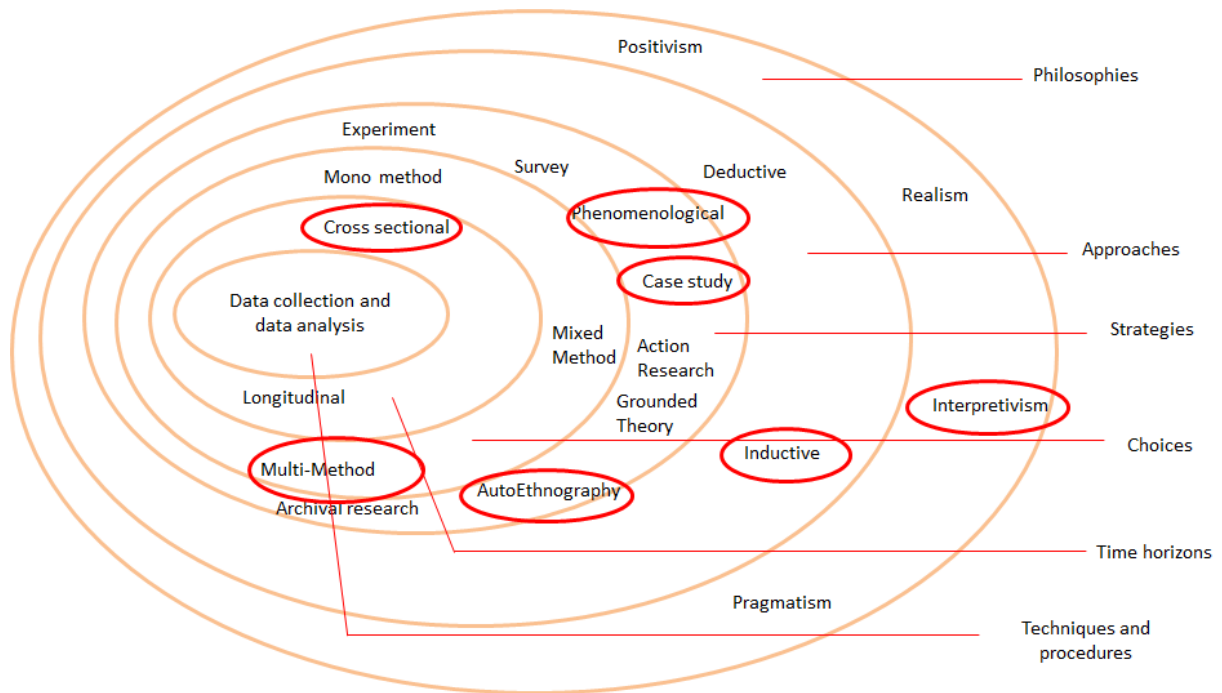 Positivism
Philosophies
Experiment
Survey
Deductive
Mono method
Realism
Phenomenological
Cross sectional
Approaches
Case study
Data collection and
data analysis
Strategies
Mixed
Method
Action
Research
Longitudinal
Grounded
Theory
Interpretivism
Choices
Inductive
Multi-Method
AutoEthnography
Archival research
Time horizons
Pragmatism
Techniques and
procedures